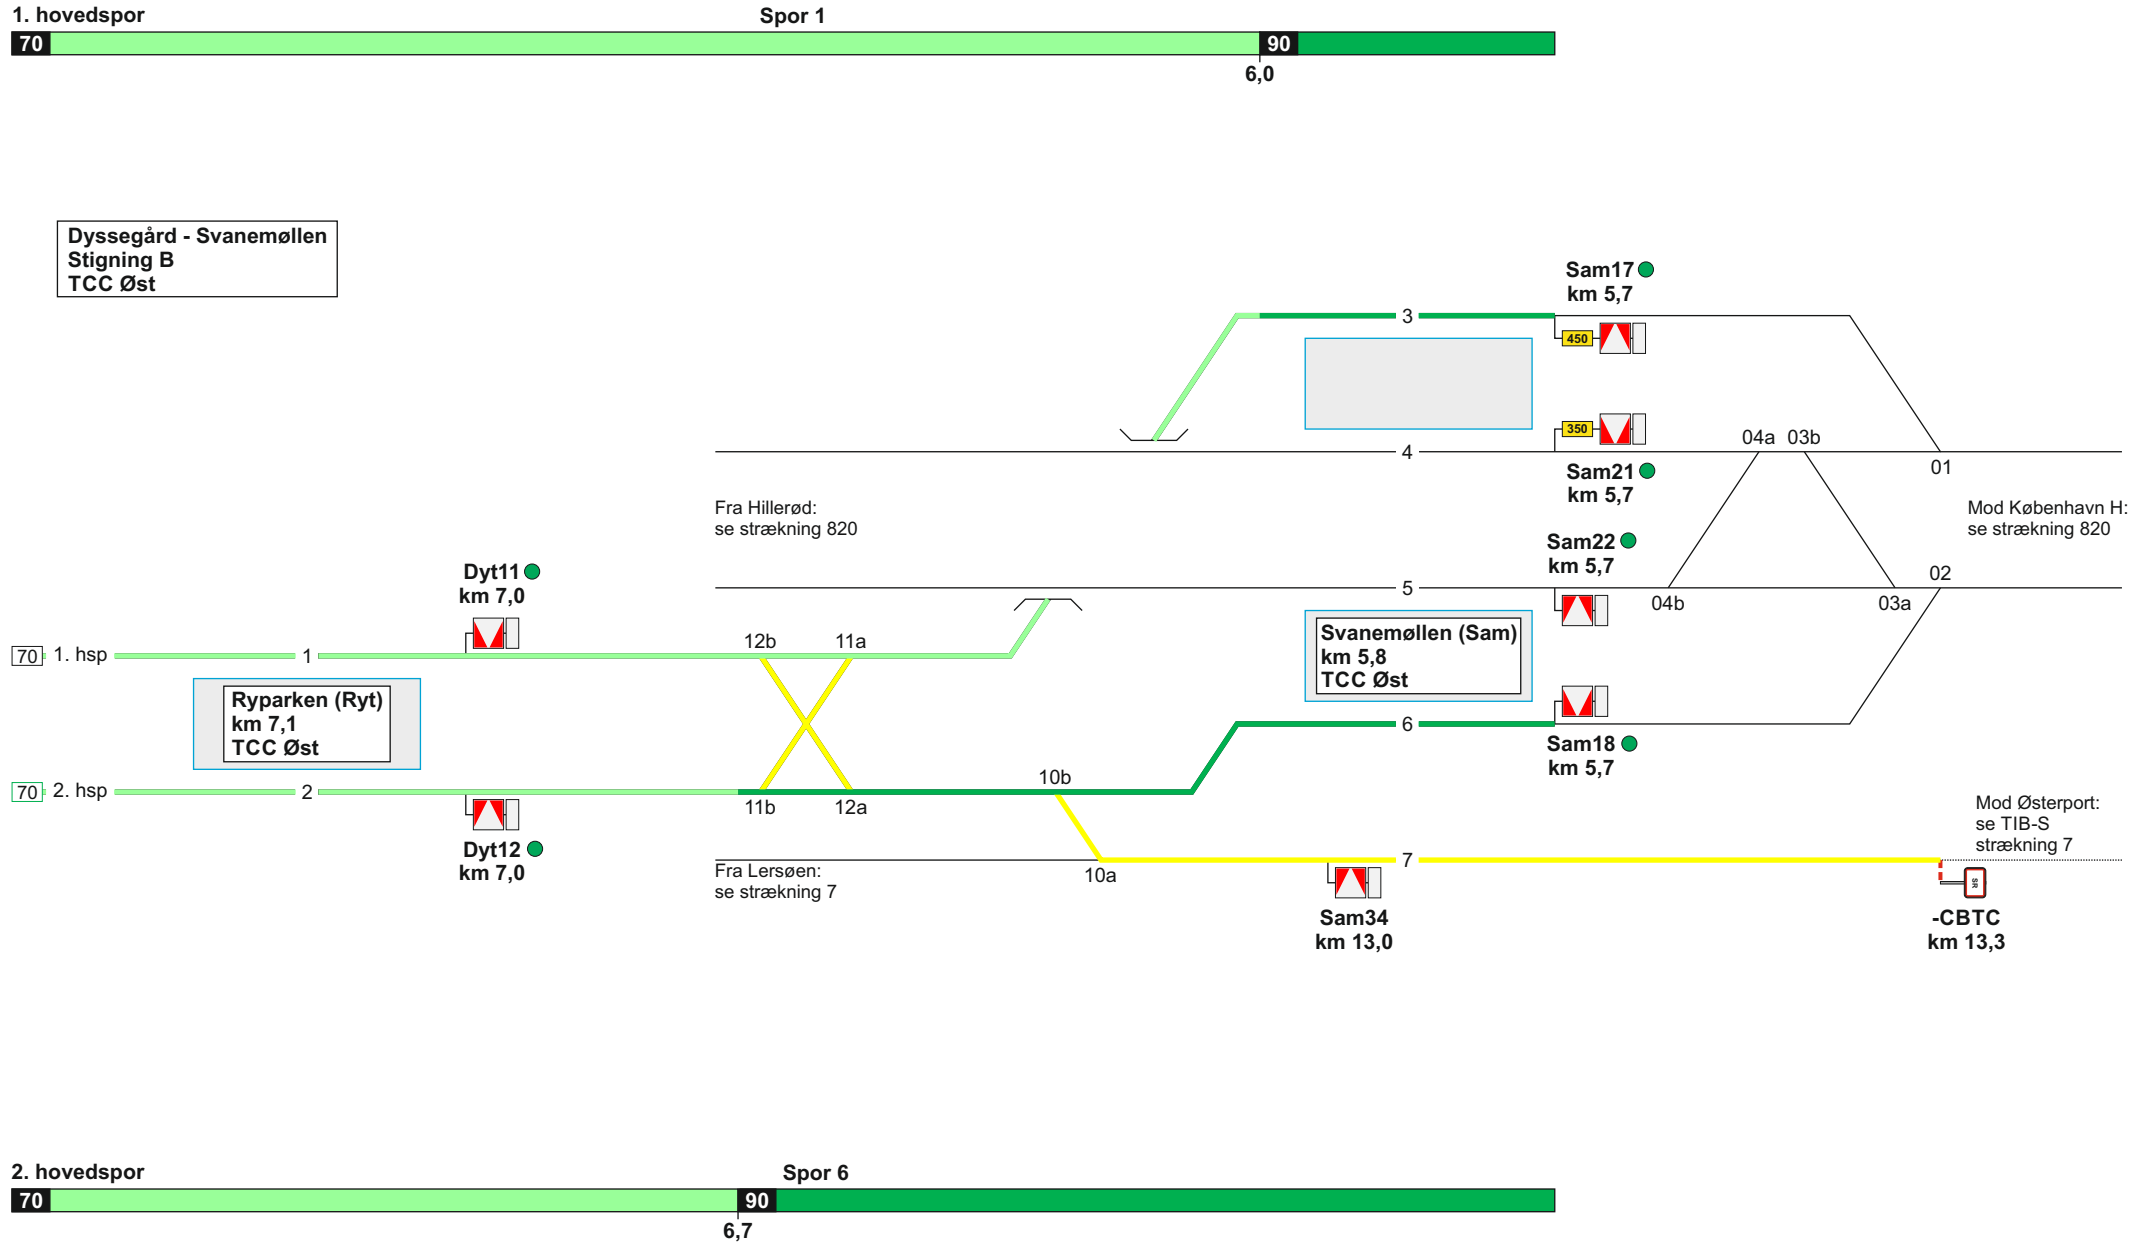 1. hovedspor
Spor 1
70
90
6,0
Dyssegård - Svanemøllen
Stigning B
TCC Øst
Sam17
km 5,7
3
450
350
4
04a
03b
01
Sam21
km 5,7
Fra Hillerød:
se strækning 820
Mod København H:
se strækning 820
Sam22
km 5,7
Dyt11
km 7,0
5
02
04b
03a
70
1. hsp
1
12b
11a
Svanemøllen (Sam)
km 5,8
TCC Øst
Ryparken (Ryt)
km 7,1
TCC Øst
6
Sam18
km 5,7
70
2. hsp
2
11b
12a
10b
Dyt12
km 7,0
Mod Østerport:
se TIB-S
strækning 7
Fra Lersøen:
se strækning 7
10a
7
SR
Sam34
km 13,0
-CBTC
km 13,3
2. hovedspor
Spor 6
70
90
6,7